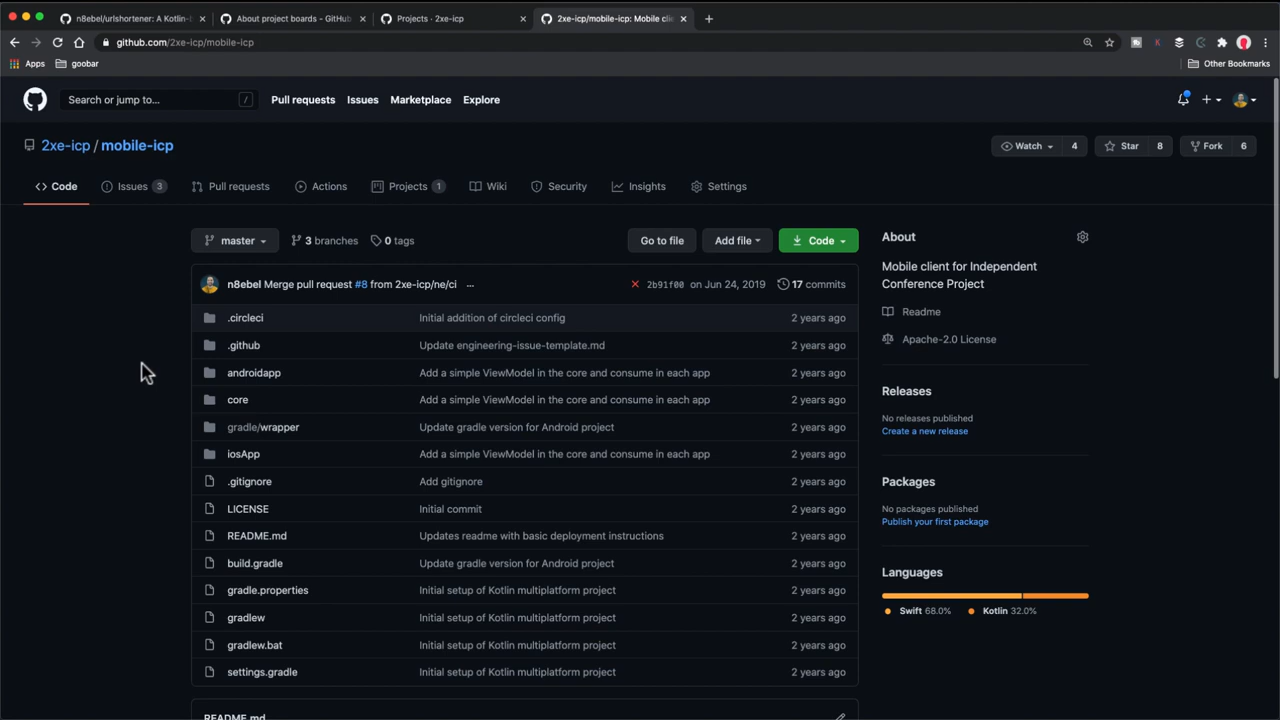 n8ebel/urlshortener: A Kotlin-
About project boards - GitHub
Projects · 2xe-icp
2xe-icp/mobile-icp: Mobile clie
github.com/2xe-icp/mobile-icp
Apps
goobar
Other Bookmarks
Search or jump to...
/
Pull requests
Issues
Marketplace
Explore
2xe-icp / mobile-icp
Watch 4
Star 8
Fork 6
Code
Issues 3
Pull requests
Actions
Projects 1
Wiki
Security
Insights
Settings
master
3 branches
0 tags
Go to file
Add file
Code
n8ebel Merge pull request #8 from 2xe-icp/ne/ci ... 2b91f00 on Jun 24, 2019 17 commits
.circleci Initial addition of circleci config 2 years ago
.github Update engineering-issue-template.md 2 years ago
androidapp Add a simple ViewModel in the core and consume in each app 2 years ago
core Add a simple ViewModel in the core and consume in each app 2 years ago
gradle/wrapper Update gradle version for Android project 2 years ago
iosApp Add a simple ViewModel in the core and consume in each app 2 years ago
.gitignore Add gitignore 2 years ago
LICENSE Initial commit 2 years ago
README.md Updates readme with basic deployment instructions 2 years ago
build.gradle Update gradle version for Android project 2 years ago
gradle.properties Initial setup of Kotlin multiplatform project 2 years ago
gradlew Initial setup of Kotlin multiplatform project 2 years ago
gradlew.bat Initial setup of Kotlin multiplatform project 2 years ago
settings.gradle Initial setup of Kotlin multiplatform project 2 years ago
README.md
About
Mobile client for Independent
Conference Project
Readme
Apache-2.0 License
Releases
No releases published
Create a new release
Packages
No packages published
Publish your first package
Languages
Swift 68.0%
Kotlin 32.0%